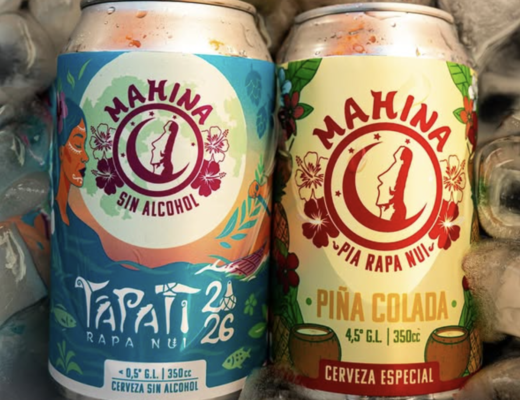 MAHINA
SIN ALCOHOL
TAPATI
RAPA NUI
2026
< 0,5° G.L. | 350cc
CERVEZA SIN ALCOHOL
MAHINA
PIA RAPA NUI
PIÑA COLADA
4,5° G.L. | 350cc
CERVEZA ESPECIAL